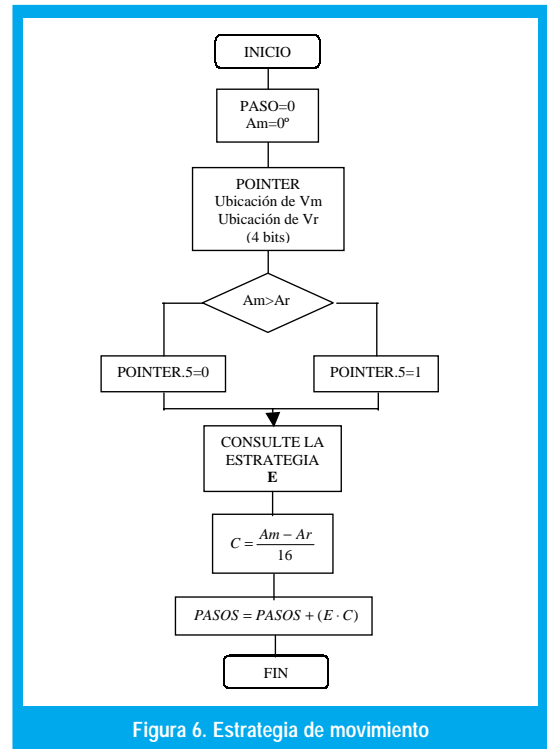 INICIO
PASO=0
Am=0º
POINTER
Ubicación de Vm
Ubicación de Vr
(4 bits)
Am>Ar
POINTER.5=0
POINTER.5=1
CONSULTE LA
ESTRATEGIA
E
C = (Am − Ar) / 16
PASOS = PASOS + (E · C)
FIN
Figura 6. Estrategia de movimiento